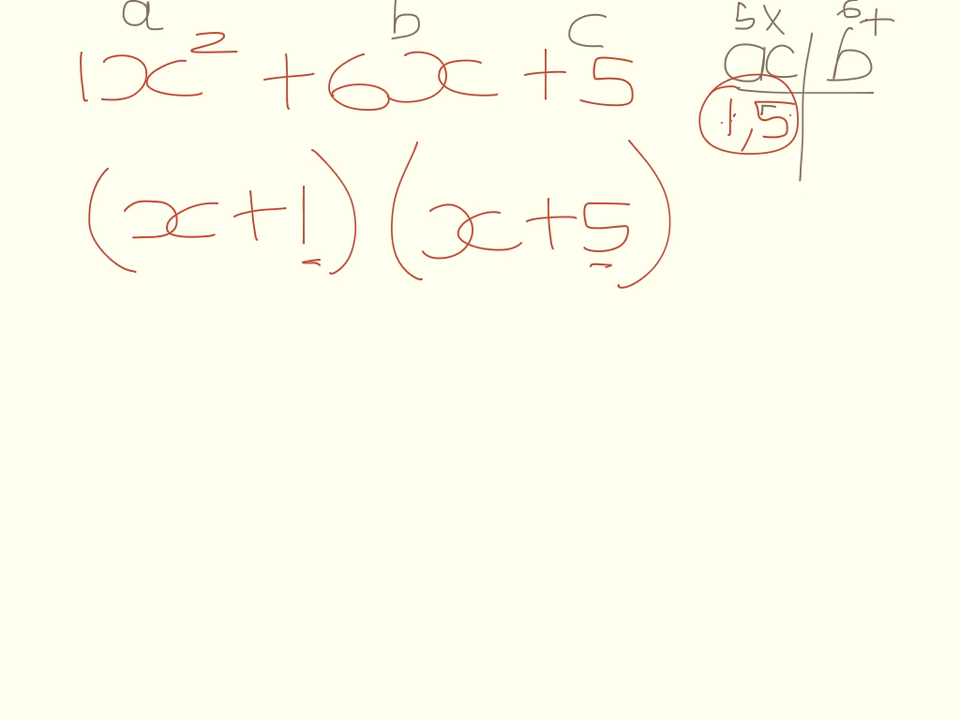 a b c
1x² + 6x + 5
(x + 1)(x + 5)
5x 6+
ac b
1,5